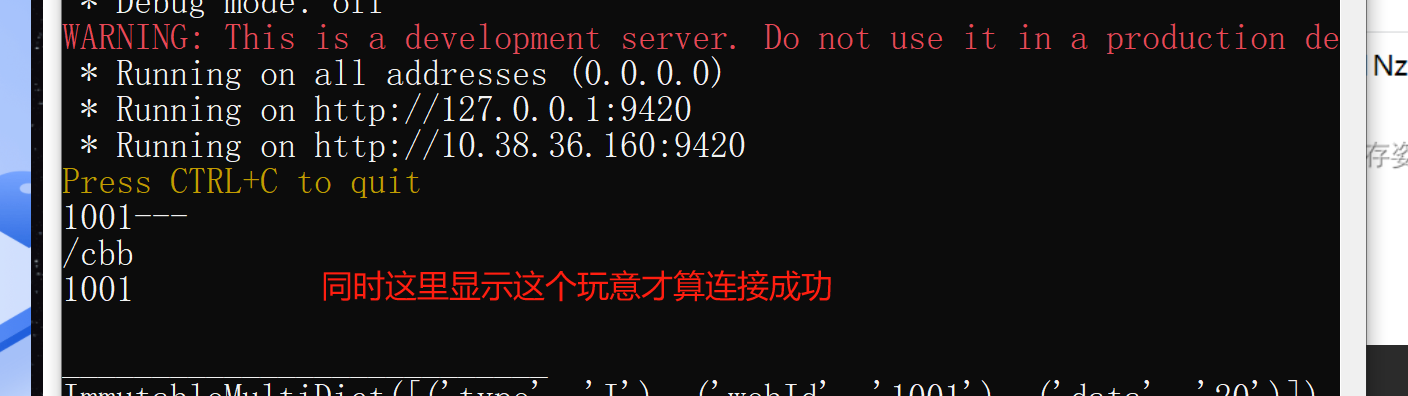 * Debug mode: off
WARNING: This is a development server. Do not use it in a production de
* Running on all addresses (0.0.0.0)
* Running on http://127.0.0.1:9420
* Running on http://10.38.36.160:9420
Press CTRL+C to quit
1001---
/cbb
1001
同时这里显示这个玩意才算连接成功
ImmutableMultiDict([('type', 'J'), ('webId', '1001'), ('data', '20')])
Nz
存姿